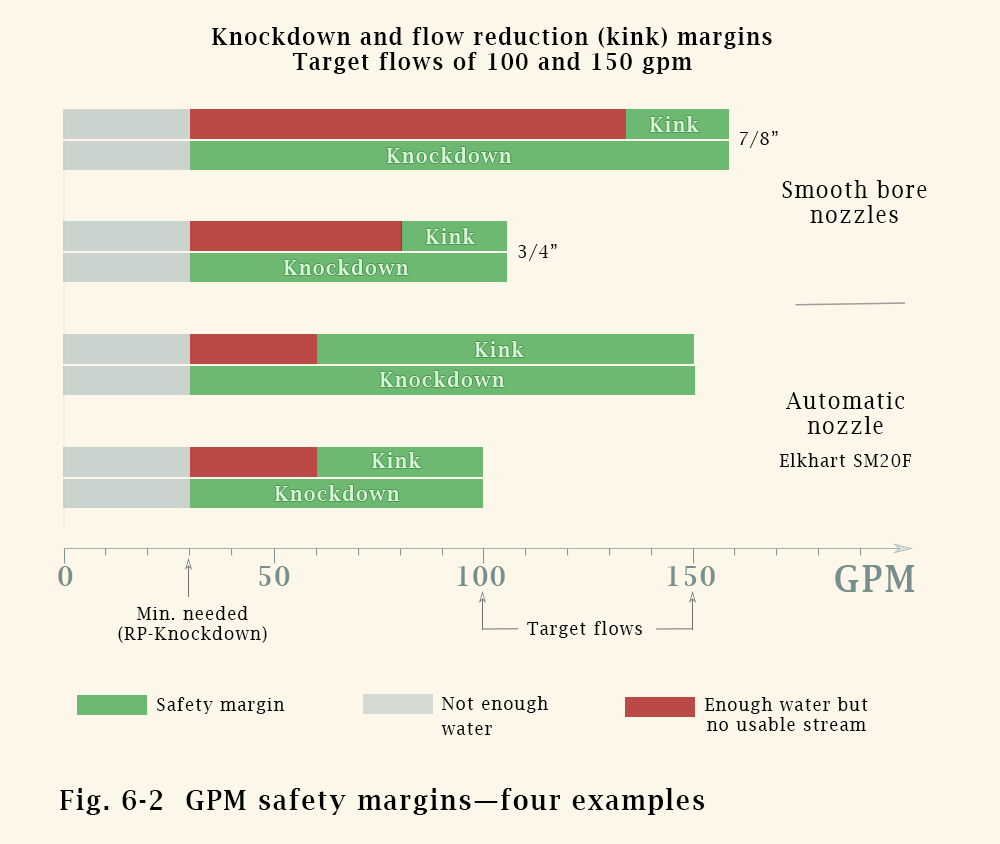 Knockdown and flow reduction (kink) margins
Target flows of 100 and 150 gpm
Kink
Knockdown
7/8”
Smooth bore
nozzles
Kink
Knockdown
3/4”
Kink
Knockdown
Automatic
nozzle
Elkhart SM20F
Kink
Knockdown
0 50 100 150 GPM
Min. needed
(RP-Knockdown)
Target flows
Safety margin
Not enough
water
Enough water but
no usable stream
Fig. 6-2 GPM safety margins—four examples